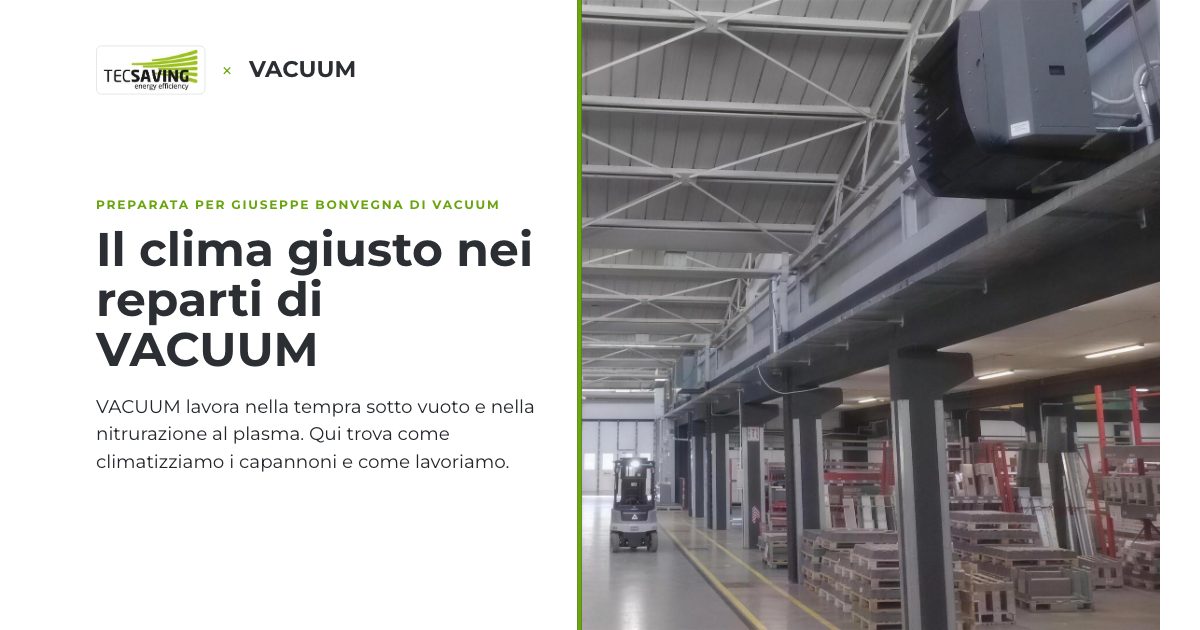 TECSAVING
energy efficiency
× VACUUM
PREPARATA PER GIUSEPPE BONVEGNA DI VACUUM
Il clima giusto nei
reparti di
VACUUM
VACUUM lavora nella tempra sotto vuoto e nella
nitrurazione al plasma. Qui trova come
climatizziamo i capannoni e come lavoriamo.